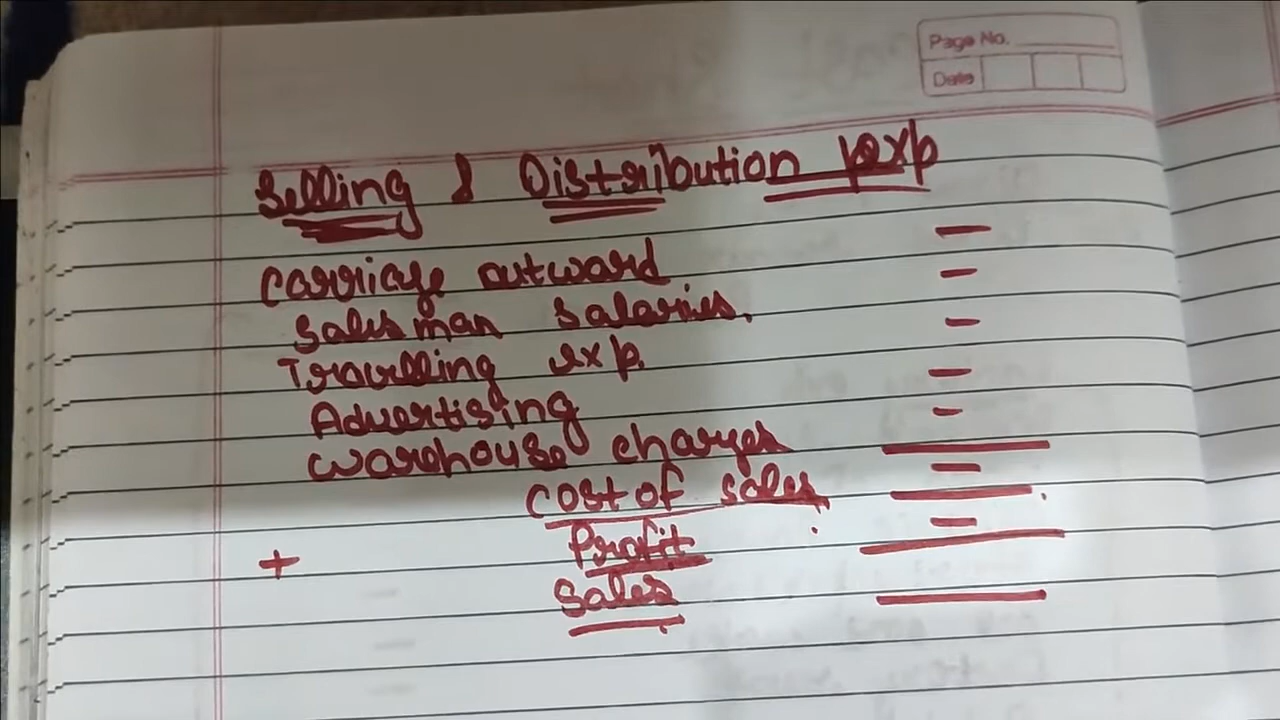 Page No.
Date
Selling & Distribution exp
Carriage outward —
Salesman salaries. —
Travelling exp. —
Advertising —
Warehouse charges —
Cost of sales —
+ Profit —
Sales